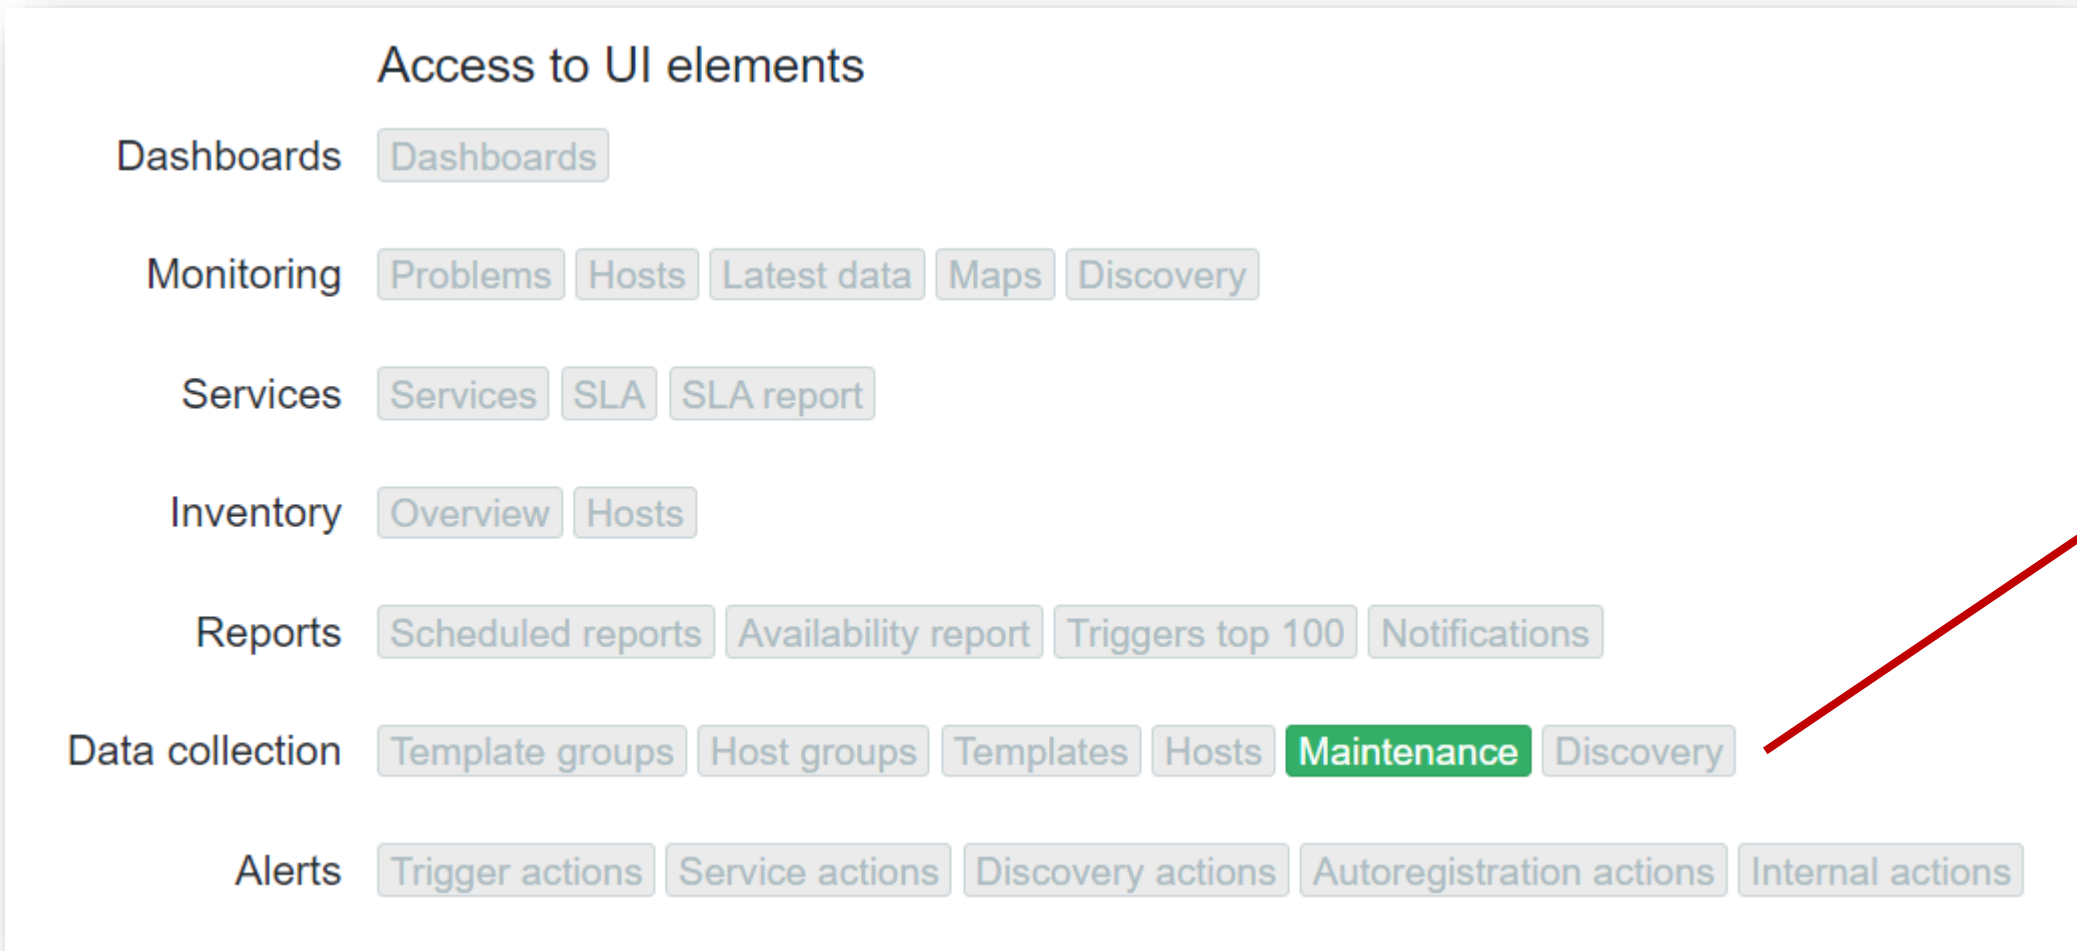 Access to UI elements
Dashboards Dashboards
Monitoring Problems Hosts Latest data Maps Discovery
Services Services SLA SLA report
Inventory Overview Hosts
Reports Scheduled reports Availability report Triggers top 100 Notifications
Data collection Template groups Host groups Templates Hosts Maintenance Discovery
Alerts Trigger actions Service actions Discovery actions Autoregistration actions Internal actions